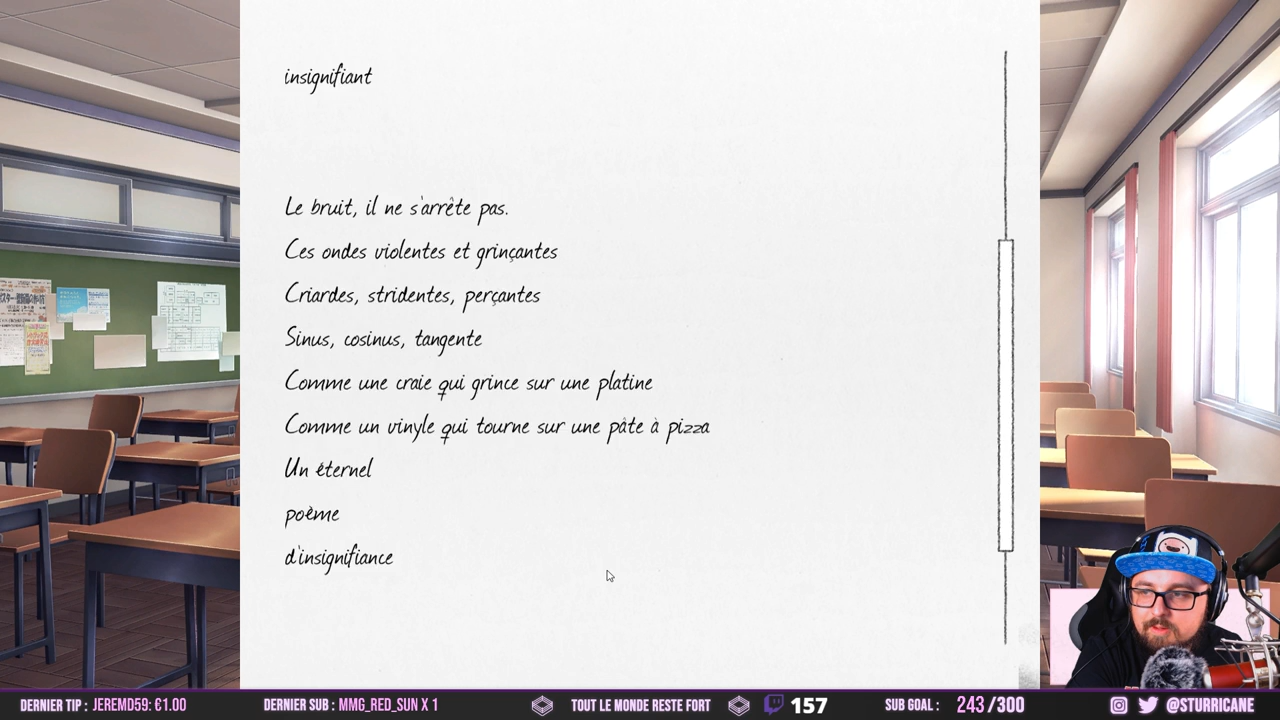 insignifiant
Le bruit, il ne s'arrête pas.
Ces ondes violentes et grinçantes
Criardes, stridentes, perçantes
Sinus, cosinus, tangente
Comme une craie qui grince sur une platine
Comme un vinyle qui tourne sur une pâte à pizza
Un éternel
poème
d'insignifiance
DERNIER TIP : JEREMD59: €1.00
DERNIER SUB : MMG_RED_SUN X 1
TOUT LE MONDE RESTE FORT
157
SUB GOAL : 243/300
@STURRICANE